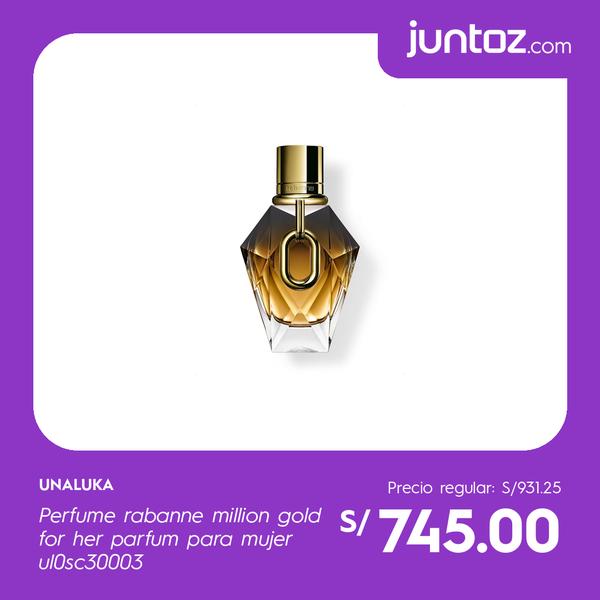 juntoz.com
UNALUKA
Perfume rabanne million gold
for her parfum para mujer
ul0sc30003
Precio regular: S/931.25
S/ 745.00